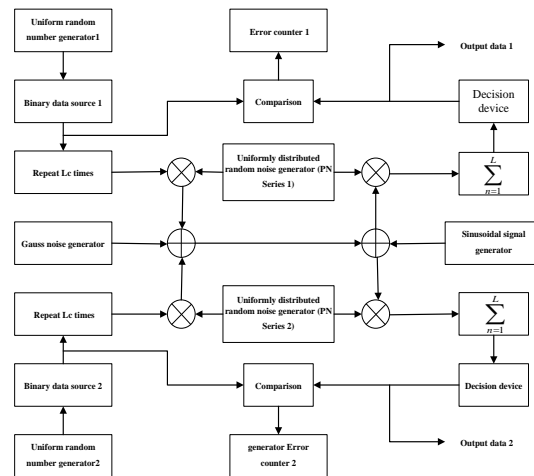 Uniform random
number generator1
Error counter 1
Output data 1
Binary data source 1
Comparison
Decision
device
Repeat Lc times
Uniformly distributed
random noise generator (PN
Series 1)
L
∑
n=1
Gauss noise generator
Sinusoidal signal
generator
Repeat Lc times
Uniformly distributed
random noise generator (PN
Series 2)
L
∑
n=1
Binary data source 2
Comparison
Decision device
Uniform random
number generator2
generator Error
counter 2
Output data 2